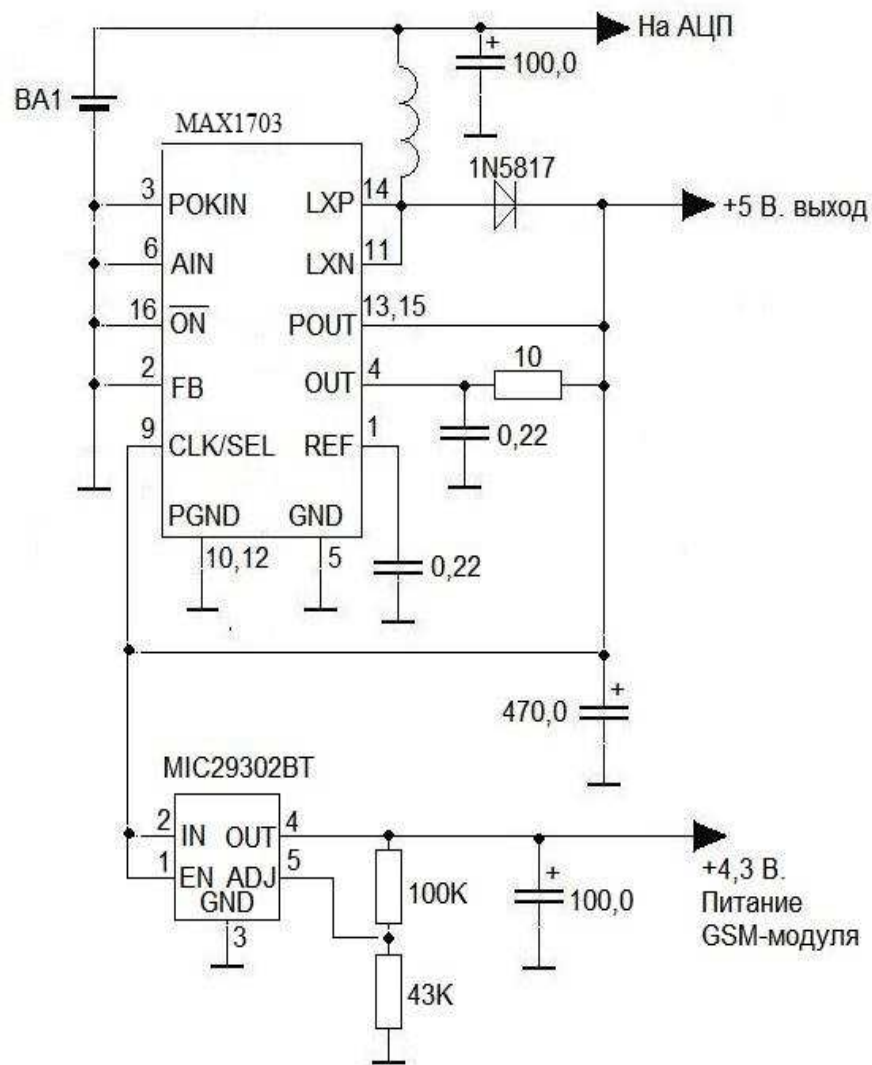 На АЦП
+
100,0
BA1
MAX1703
1N5817
3 POKIN LXP 14
+5 В. выход
6 AIN LXN 11
16 ON POUT 13,15
10
2 FB OUT 4
0,22
9 CLK/SEL REF 1
PGND GND
10,12 5
0,22
+
470,0
MIC29302BT
2 IN OUT 4
1 EN ADJ 5
GND
3
100K
+
100,0
+4,3 В.
Питание
GSM-модуля
43K